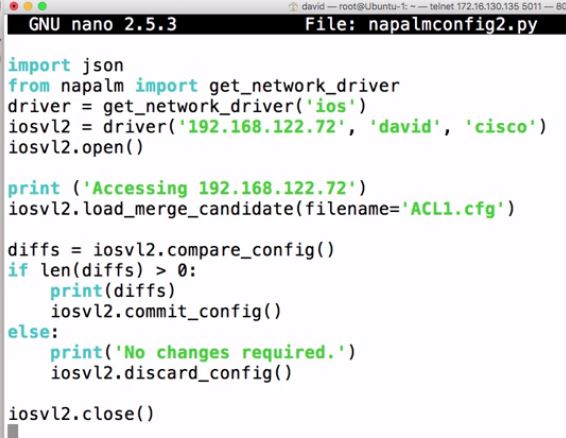 david — root@Ubuntu-1: ~ — telnet 172.16.130.135 5011 — 80
GNU nano 2.5.3 File: napalmconfig2.py
import json
from napalm import get_network_driver
driver = get_network_driver('ios')
iosvl2 = driver('192.168.122.72', 'david', 'cisco')
iosvl2.open()
print ('Accessing 192.168.122.72')
iosvl2.load_merge_candidate(filename='ACL1.cfg')
diffs = iosvl2.compare_config()
if len(diffs) > 0:
    print(diffs)
    iosvl2.commit_config()
else:
    print('No changes required.')
    iosvl2.discard_config()
iosvl2.close()